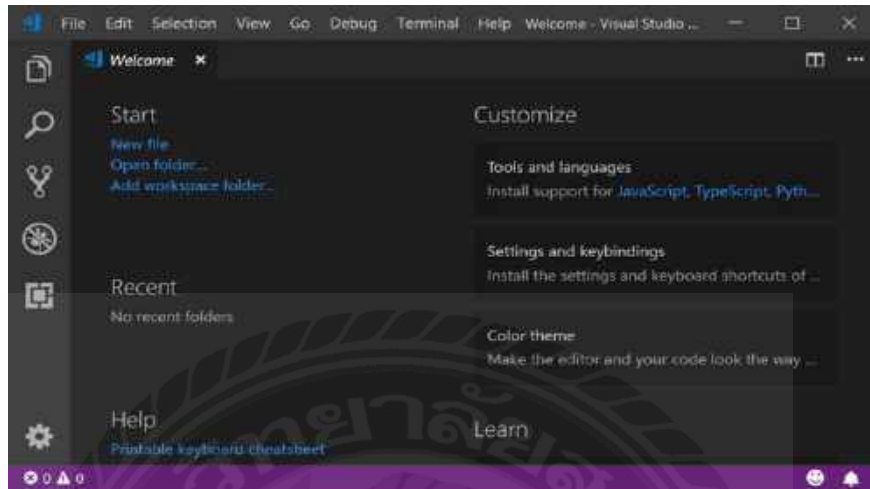 File Edit Selection View Go Debug Terminal Help Welcome - Visual Studio ...
Welcome
Start
New file
Open folder...
Add workspace folder...
Recent
No recent folders
Help
Printable keyboard cheatsheet
Customize
Tools and languages
Install support for JavaScript, TypeScript, Pyth...
Settings and keybindings
Install the settings and keyboard shortcuts of ...
Color theme
Make the editor and your code look the way ...
Learn
0 0